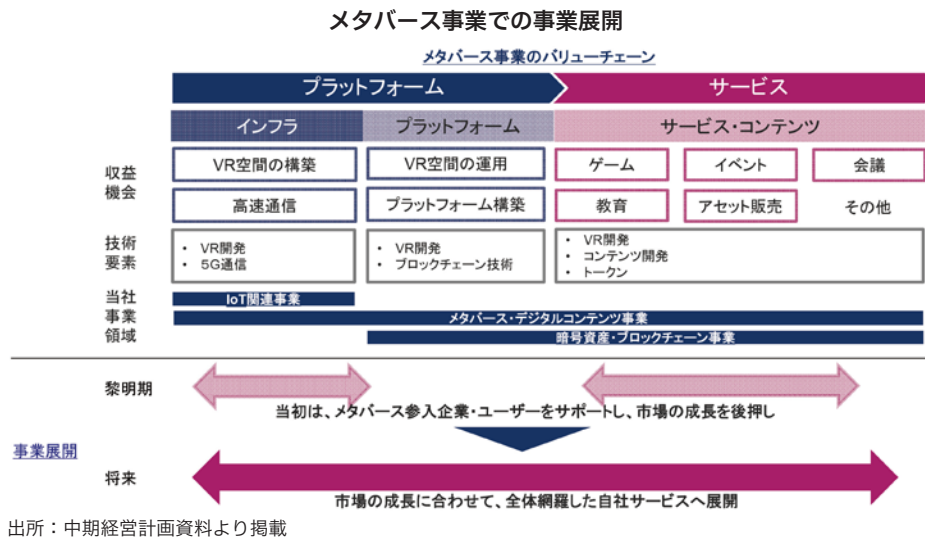 メタバース事業での事業展開
メタバース事業のバリューチェーン
プラットフォーム
サービス
インフラ
プラットフォーム
サービス・コンテンツ
収益
機会
VR空間の構築
VR空間の運用
ゲーム
イベント
会議
高速通信
プラットフォーム構築
教育
アセット販売
その他
技術
要素
・ VR開発
・ 5G通信
・ VR開発
・ ブロックチェーン技術
・ VR開発
・ コンテンツ開発
・ トークン
当社
事業
領域
IoT関連事業
メタバース・デジタルコンテンツ事業
暗号資産・ブロックチェーン事業
黎明期
当初は、メタバース参入企業・ユーザーをサポートし、市場の成長を後押し
事業展開
将来
市場の成長に合わせて、全体網羅した自社サービスへ展開
出所：中期経営計画資料より掲載